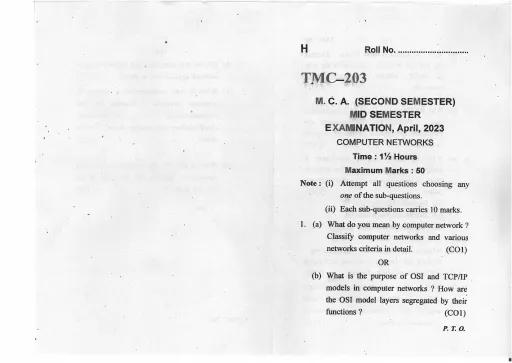 H Roll No. ..............................
TMC–203
M. C. A. (SECOND SEMESTER)
MID SEMESTER
EXAMINATION, April, 2023
COMPUTER NETWORKS
Time : 1½ Hours
Maximum Marks : 50
Note : (i) Attempt all questions choosing any
one of the sub-questions.
(ii) Each sub-questions carries 10 marks.
1. (a) What do you mean by computer network ?
Classify computer networks and various
networks criteria in detail. (CO1)
OR
(b) What is the purpose of OSI and TCP/IP
models in computer networks ? How are
the OSI model layers segregated by their
functions ? (CO1)
P. T. O.